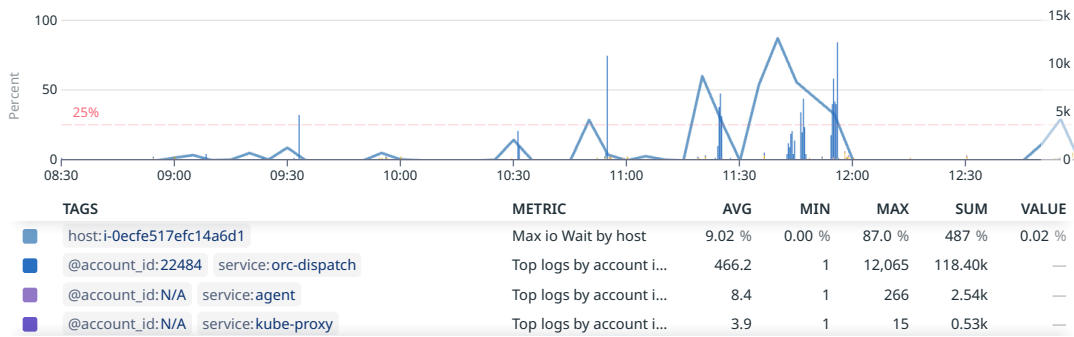 15k
100
10k
Percent
50
5k
25%
0
0
08:30 09:00 09:30 10:00 10:30 11:00 11:30 12:00 12:30
TAGS METRIC AVG MIN MAX SUM VALUE
host:i-0ecfe517efc14a6d1 Max io Wait by host 9.02 % 0.00 % 87.0 % 487 % 0.02 %
@account_id:22484 service:orc-dispatch Top logs by account i... 466.2 1 12,065 118.40k —
@account_id:N/A service:agent Top logs by account i... 8.4 1 266 2.54k —
@account_id:N/A service:kube-proxy Top logs by account i... 3.9 1 15 0.53k —